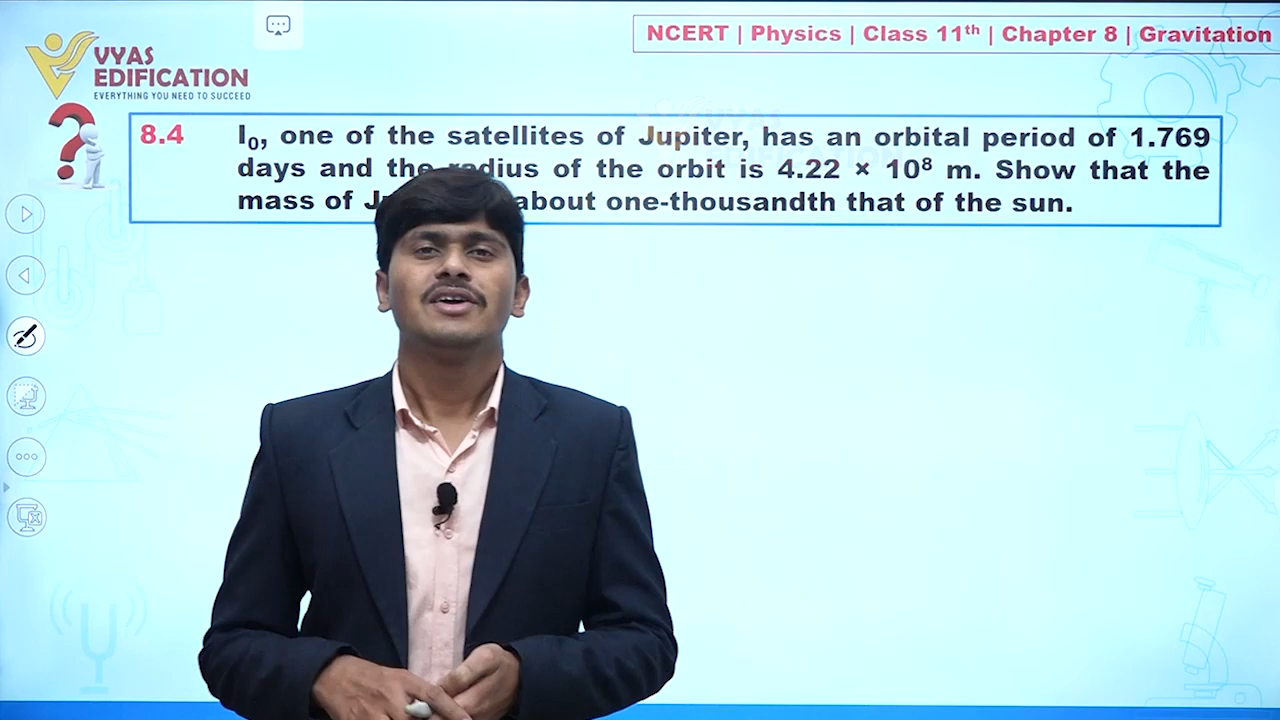 NCERT | Physics | Class 11th | Chapter 8 | Gravitation
VYAS
EDIFICATION
EVERYTHING YOU NEED TO SUCCEED
8.4 I₀, one of the satellites of Jupiter, has an orbital period of 1.769
days and the radius of the orbit is 4.22 × 10⁸ m. Show that the
mass of about one-thousandth that of the sun.